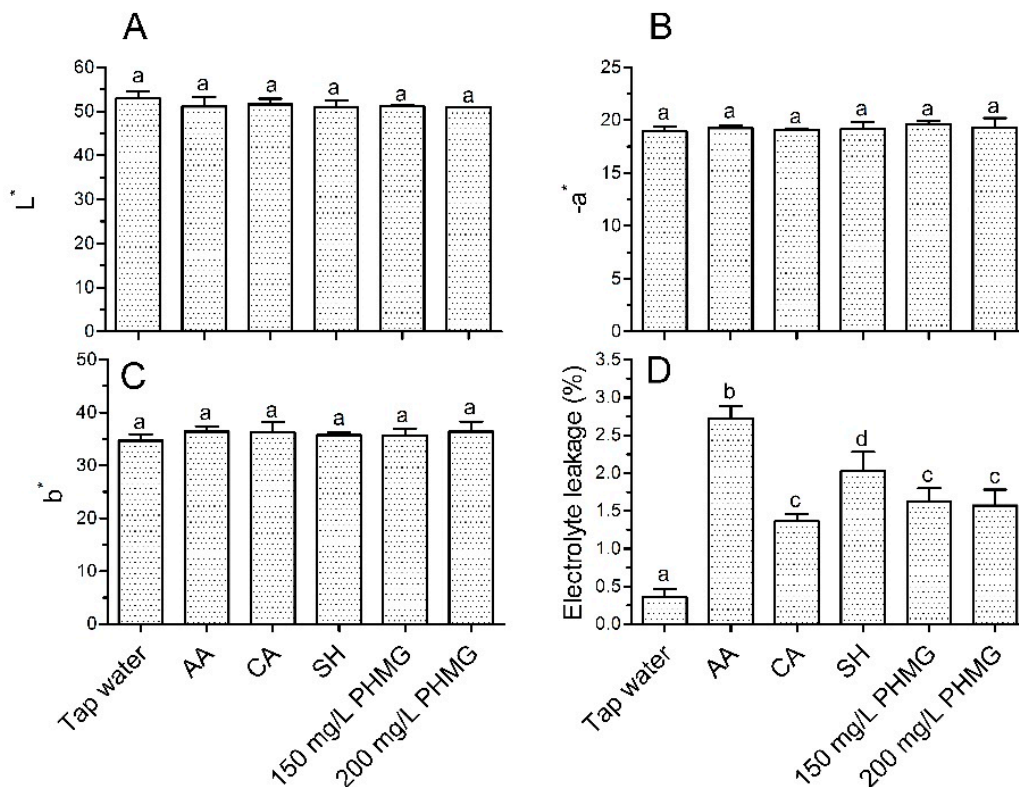 A
60
50
40
30
20
10
0
L*
a
a
a
a
a
a
B
25
20
15
10
5
0
-a*
a
a
a
a
a
a
C
50
40
30
20
10
0
b*
a
a
a
a
a
a
Tap water
AA
CA
SH
150 mg/L PHMG
200 mg/L PHMG
D
3.5
3.0
2.5
2.0
1.5
1.0
0.5
0.0
Electrolyte leakage (%)
a
b
c
d
c
c
Tap water
AA
CA
SH
150 mg/L PHMG
200 mg/L PHMG